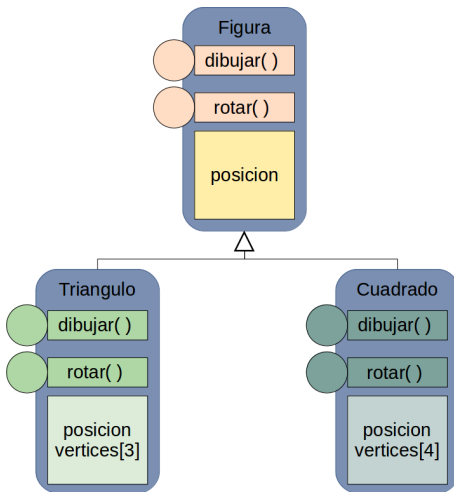 Figura
dibujar( )
rotar( )
posicion
Triangulo
dibujar( )
rotar( )
posicion
vertices[3]
Cuadrado
dibujar( )
rotar( )
posicion
vertices[4]